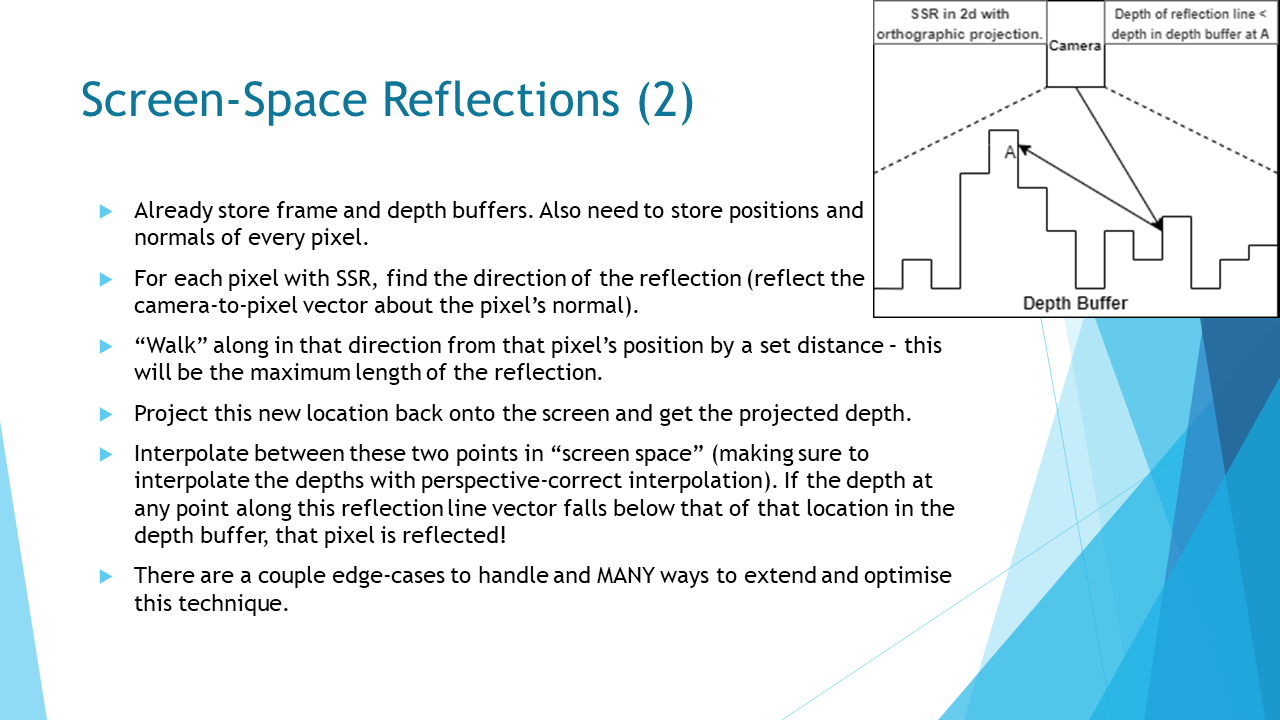 Screen-Space Reflections (2)
Already store frame and depth buffers. Also need to store positions and
normals of every pixel.
For each pixel with SSR, find the direction of the reflection (reflect the
camera-to-pixel vector about the pixel’s normal).
“Walk” along in that direction from that pixel’s position by a set distance – this
will be the maximum length of the reflection.
Project this new location back onto the screen and get the projected depth.
Interpolate between these two points in “screen space” (making sure to
interpolate the depths with perspective-correct interpolation). If the depth at
any point along this reflection line vector falls below that of that location in the
depth buffer, that pixel is reflected!
There are a couple edge-cases to handle and MANY ways to extend and optimise
this technique.
SSR in 2d with
orthographic projection.
Camera
Depth of reflection line <
depth in depth buffer at A
A
Depth Buffer